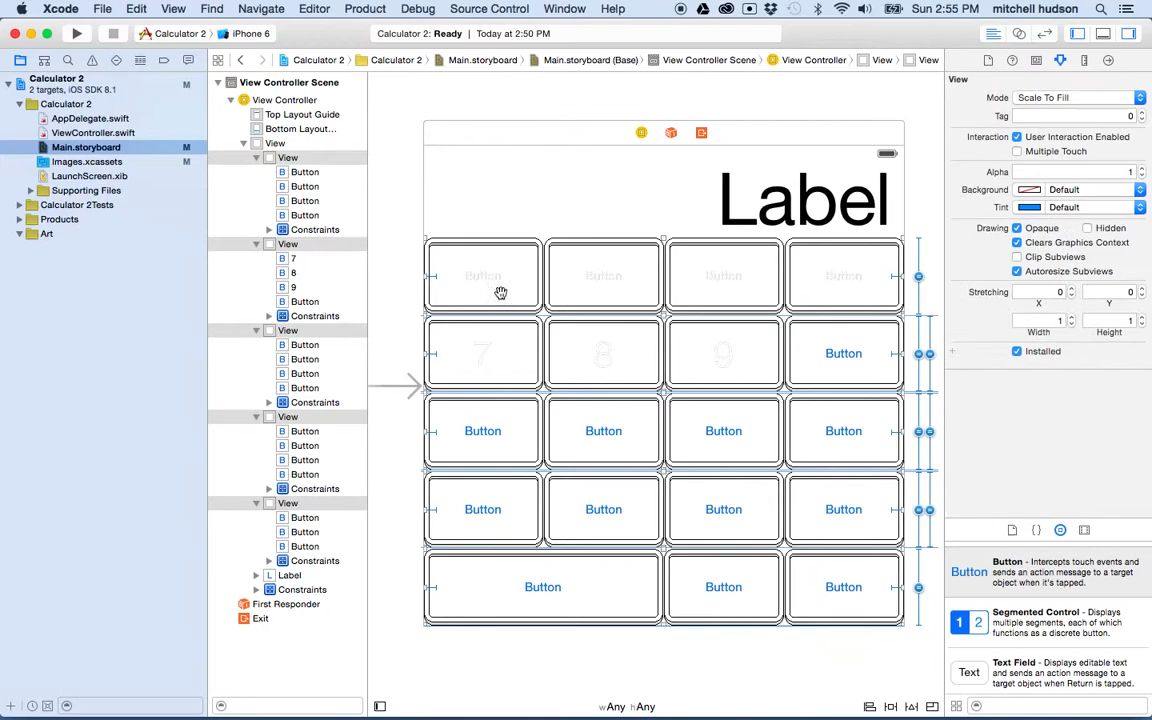 Xcode File Edit View Find Navigate Editor Product Debug Source Control Window Help Sun 2:55 PM mitchell hudson
Calculator 2 iPhone 6 Calculator 2: Ready Today at 2:50 PM
Calculator 2 Calculator 2 Main.storyboard Main.storyboard (Base) View Controller Scene View Controller View View
Calculator 2 M
2 targets, iOS SDK 8.1
Calculator 2
AppDelegate.swift
ViewController.swift
Main.storyboard M
Images.xcassets M
LaunchScreen.xib
Supporting Files
Calculator 2Tests
Products
Art
View Controller Scene
View Controller
Top Layout Guide
Bottom Layout...
View
View
Button
Button
Button
Button
Constraints
View
7
8
9
Button
Constraints
View
Button
Button
Button
Button
Constraints
View
Button
Button
Button
Button
Constraints
View
Button
Button
Button
Constraints
Label
Constraints
First Responder
Exit
Label
Button Button Button Button
7 8 9 Button
Button Button Button Button
Button Button Button Button
Button Button Button
wAny hAny
View
Mode Scale To Fill
Tag 0
Interaction User Interaction Enabled
Multiple Touch
Alpha 1
Background Default
Tint Default
Drawing Opaque Hidden
Clears Graphics Context
Clip Subviews
Autoresize Subviews
Stretching 0 0
X Y
1 1
Width Height
Installed
Button Button - Intercepts touch events and
sends an action message to a target
object when it's tapped.
1 2 Segmented Control - Displays
multiple segments, each of which
functions as a discrete button.
Text Text Field - Displays editable text
and sends an action message to a
target object when Return is tapped.